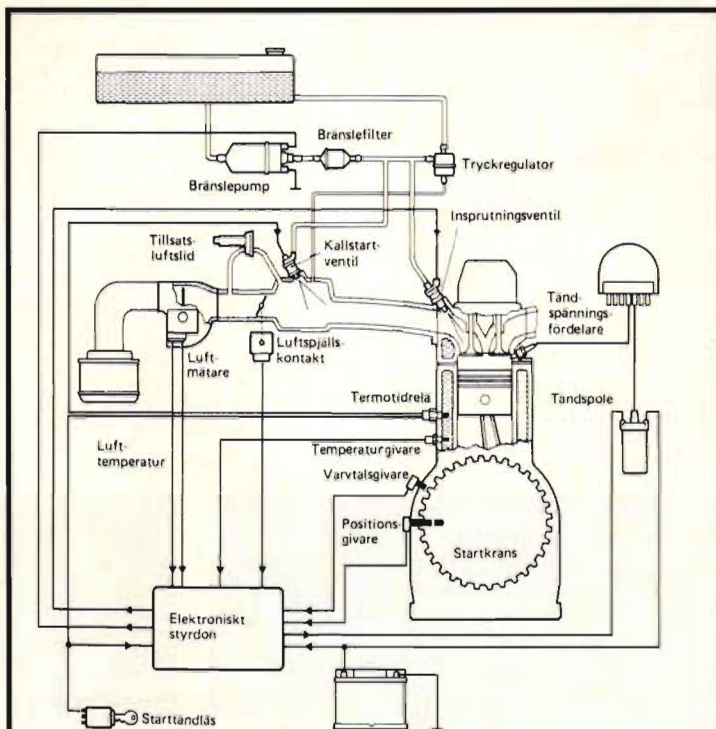 Bränslefilter
Bränslepump
Tryckregulator
Insprutningsventil
Tillsats-
luftslid
Kallstart-
ventil
Tänd-
spännings
fördelare
Luft-
mätare
Luftspjälls-
kontakt
Termotidrelä
Tändspole
Luft-
temperatur
Temperaturgivare
Varvtalsgivare
Positions-
givare
Startkrans
Elektroniskt
styrdon
Starttändlås